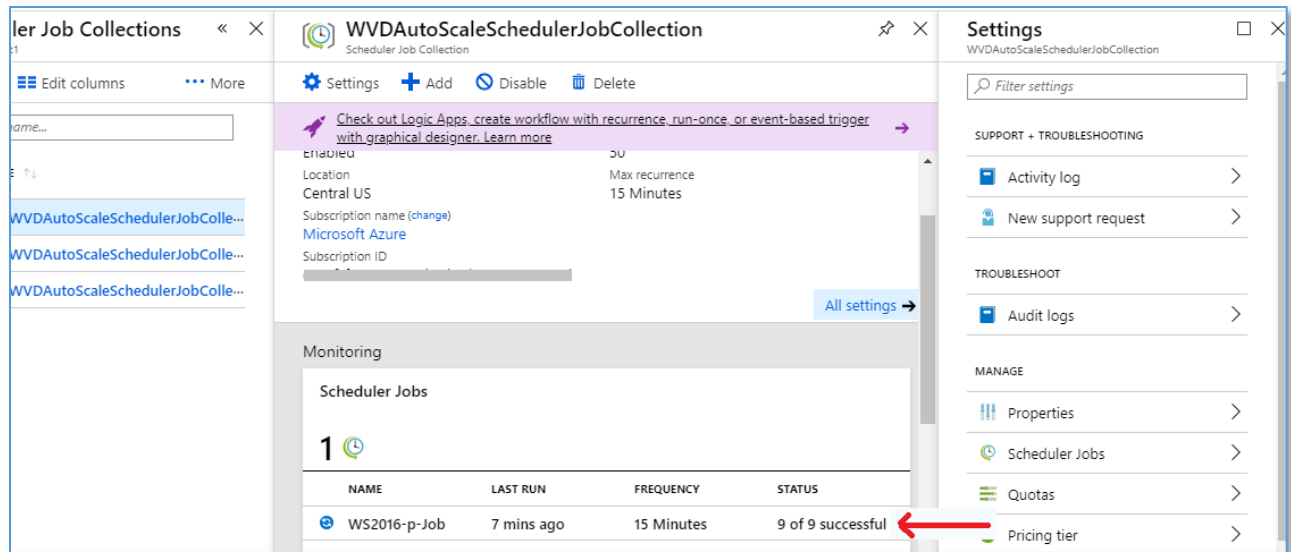 ler Job Collections
Edit columns
More
ame...
WVDAutoScaleSchedulerJobColle...
WVDAutoScaleSchedulerJobColle...
WVDAutoScaleSchedulerJobColle...
WVDAutoScaleSchedulerJobCollection
Scheduler Job Collection
Settings
Add
Disable
Delete
Check out Logic Apps, create workflow with recurrence, run-once, or event-based trigger
with graphical designer. Learn more
Enabled 50
Location Max recurrence
Central US 15 Minutes
Subscription name (change)
Microsoft Azure
Subscription ID
All settings
Monitoring
Scheduler Jobs
1
NAME LAST RUN FREQUENCY STATUS
WS2016-p-Job 7 mins ago 15 Minutes 9 of 9 successful
Settings
WVDAutoScaleSchedulerJobCollection
Filter settings
SUPPORT + TROUBLESHOOTING
Activity log
New support request
TROUBLESHOOT
Audit logs
MANAGE
Properties
Scheduler Jobs
Quotas
Pricing tier